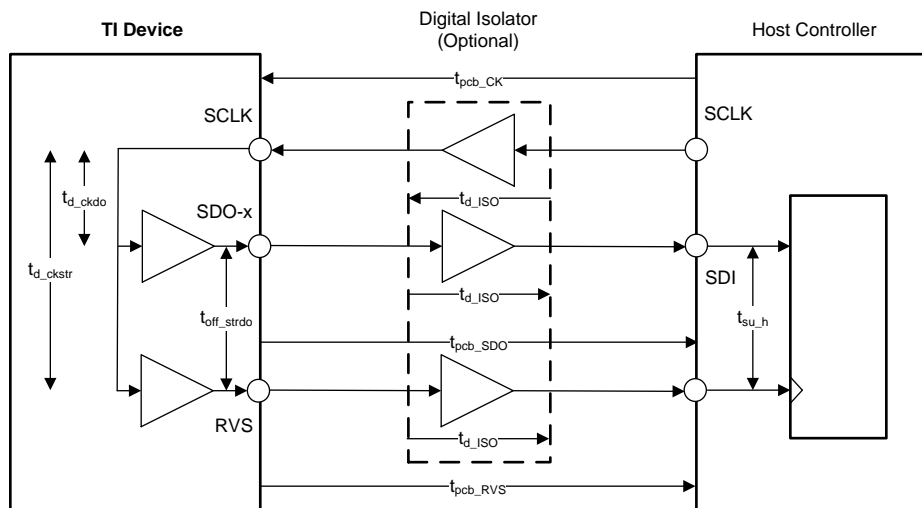 TI Device
Digital Isolator
(Optional)
Host Controller
t_pcb_CK
SCLK
SCLK
t_d_ckdo
t_d_ISO
SDO-x
t_d_ckstr
SDI
t_d_ISO
t_off_strdo
t_su_h
t_pcb_SDO
RVS
t_d_ISO
t_pcb_RVS